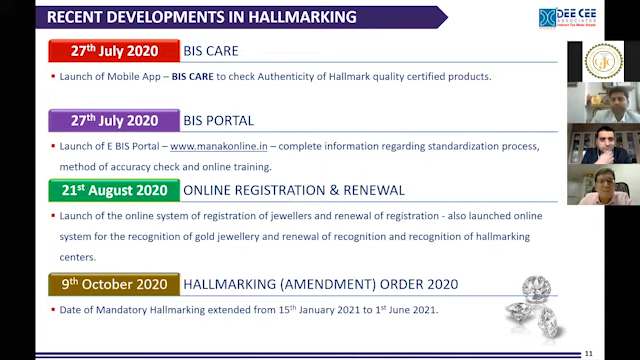 RECENT DEVELOPMENTS IN HALLMARKING
DEE CEE
ASSOCIATES
27th July 2020 BIS CARE
▪ Launch of Mobile App – BIS CARE to check Authenticity of Hallmark quality certified products.
27th July 2020 BIS PORTAL
▪ Launch of E BIS Portal – www.manakonline.in – complete information regarding standardization process,
method of accuracy check and online training.
21st August 2020 ONLINE REGISTRATION & RENEWAL
▪ Launch of the online system of registration of jewellers and renewal of registration - also launched online
system for the recognition of gold jewellery and renewal of recognition and recognition of hallmarking
centers.
9th October 2020 HALLMARKING (AMENDMENT) ORDER 2020
▪ Date of Mandatory Hallmarking extended from 15th January 2021 to 1st June 2021.
11